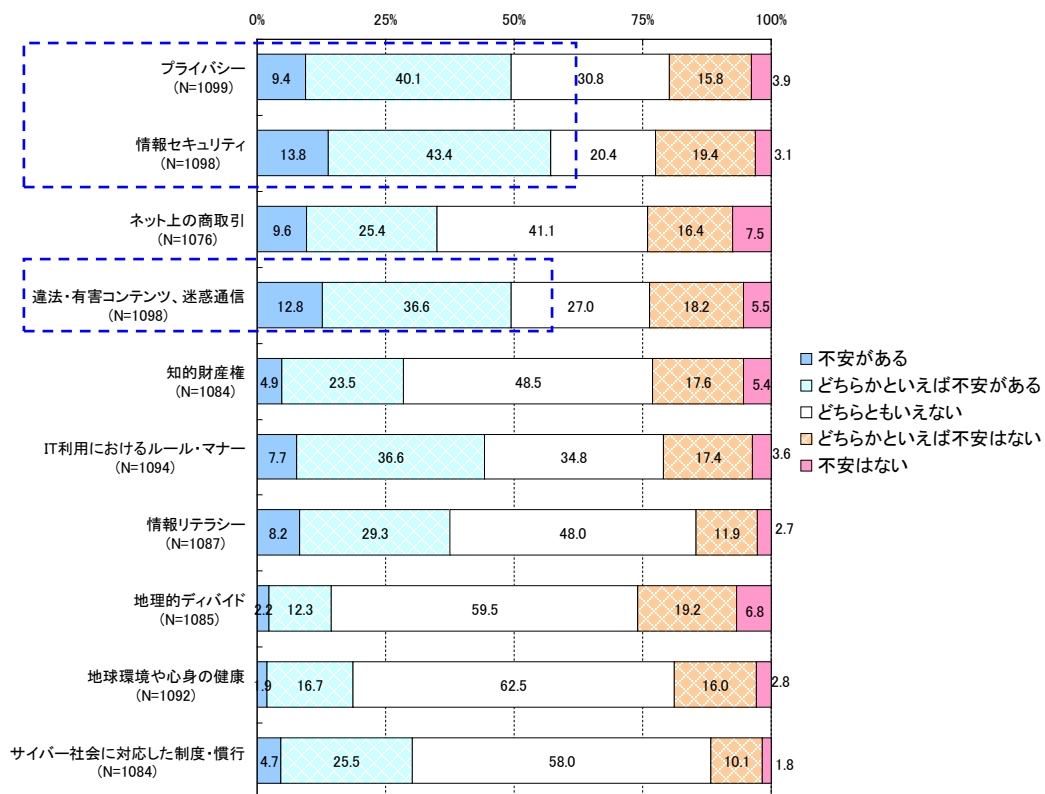 0% 25% 50% 75% 100%
プライバシー
(N=1099)
9.4 40.1 30.8 15.8 3.9
情報セキュリティ
(N=1098)
13.8 43.4 20.4 19.4 3.1
ネット上の商取引
(N=1076)
9.6 25.4 41.1 16.4 7.5
違法・有害コンテンツ、迷惑通信
(N=1098)
12.8 36.6 27.0 18.2 5.5
知的財産権
(N=1084)
4.9 23.5 48.5 17.6 5.4
IT利用におけるルール・マナー
(N=1094)
7.7 36.6 34.8 17.4 3.6
情報リテラシー
(N=1087)
8.2 29.3 48.0 11.9 2.7
地理的ディバイド
(N=1085)
2.2 12.3 59.5 19.2 6.8
地球環境や心身の健康
(N=1092)
1.9 16.7 62.5 16.0 2.8
サイバー社会に対応した制度・慣行
(N=1084)
4.7 25.5 58.0 10.1 1.8
不安がある
どちらかといえば不安がある
どちらともいえない
どちらかといえば不安はない
不安はない